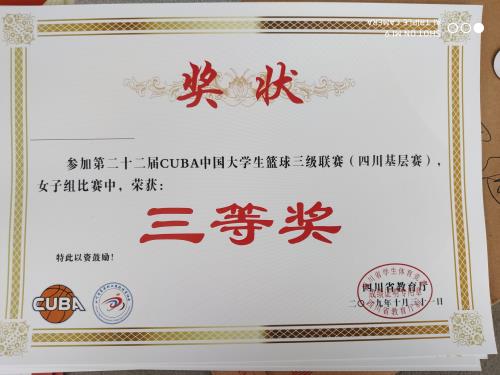 奖状
参加第二十二届CUBA中国大学生篮球三级联赛（四川基层赛），
女子组比赛中，荣获：
三等奖
特此以资鼓励！
四川省教育厅
二〇一九年十月三十一日
CUBA